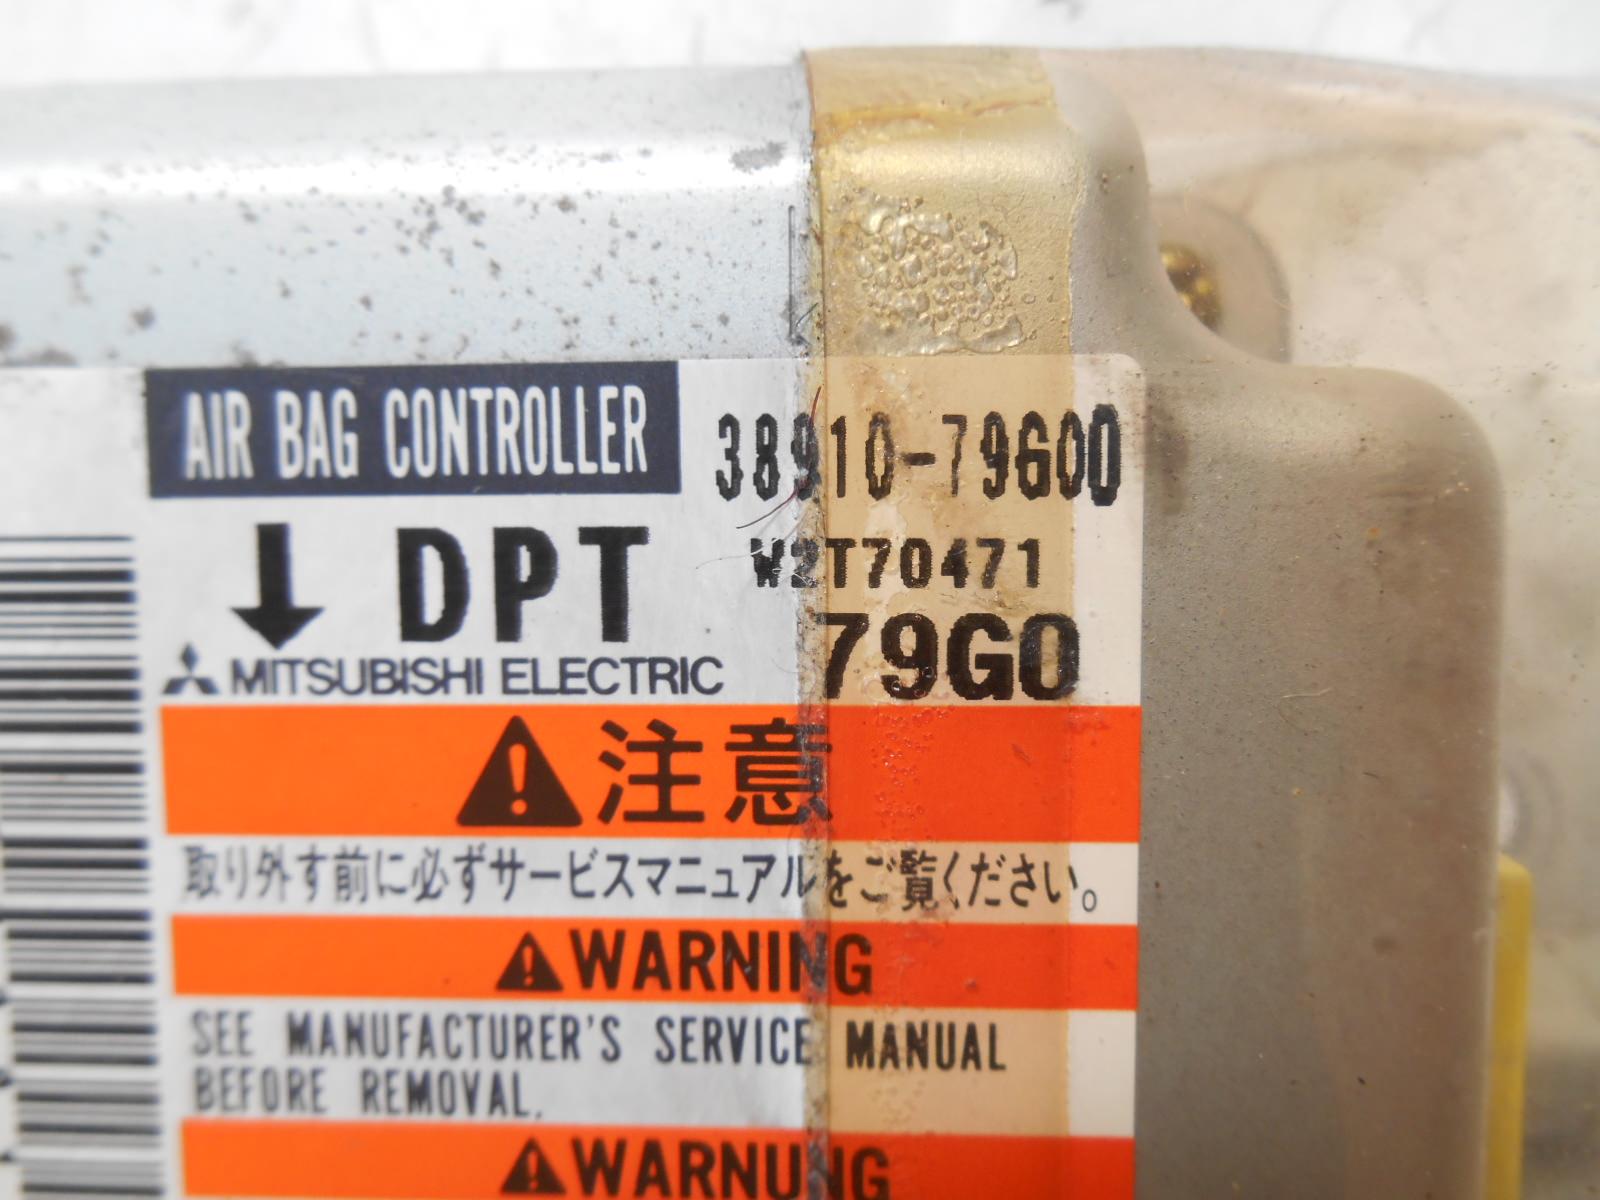 AIR BAG CONTROLLER 38910-79G00
↓ DPT W2T70471
MITSUBISHI ELECTRIC 79G0
注意
取り外す前に必ずサービスマニュアルをご覧ください。
WARNING
SEE MANUFACTURER'S SERVICE MANUAL
BEFORE REMOVAL.
WARNUNG